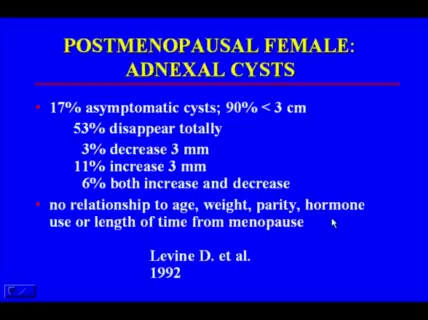 POSTMENOPAUSAL FEMALE:
ADNEXAL CYSTS
17% asymptomatic cysts; 90% < 3 cm
53% disappear totally
3% decrease 3 mm
11% increase 3 mm
6% both increase and decrease
no relationship to age, weight, parity, hormone
use or length of time from menopause
Levine D. et al.
1992